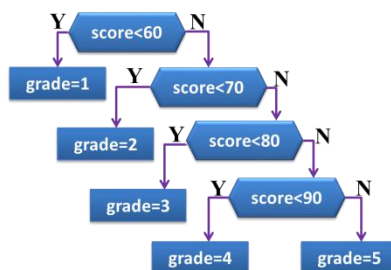 Y score<60 N
grade=1 Y score<70 N
grade=2 Y score<80 N
grade=3 Y score<90 N
grade=4 grade=5